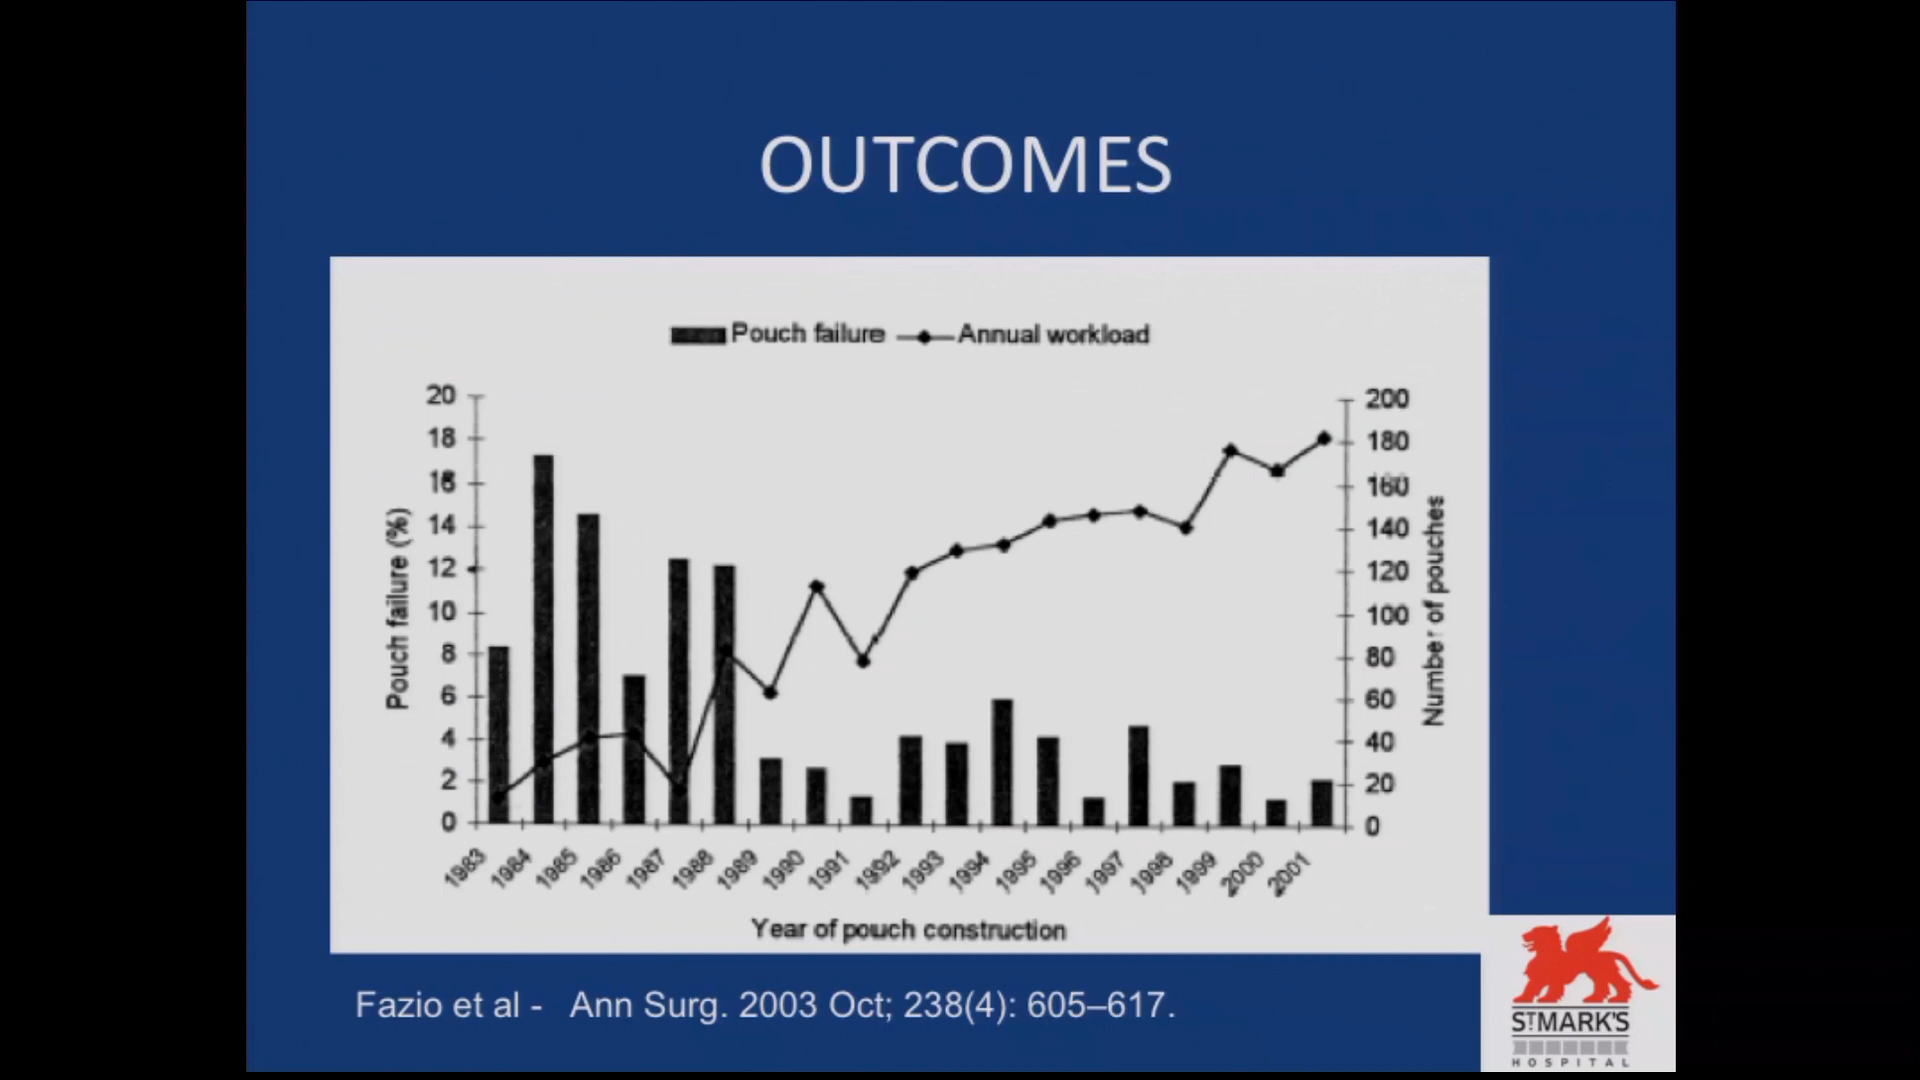 OUTCOMES
Pouch failure Annual workload
20
18
16
14
12
10
8
6
4
2
0
Pouch failure (%)
200
180
160
140
120
100
80
60
40
20
0
Number of pouches
1983 1984 1985 1986 1987 1988 1989 1990 1991 1992 1993 1994 1995 1996 1997 1998 1999 2000 2001
Year of pouch construction
Fazio et al - Ann Surg. 2003 Oct; 238(4): 605–617.
ST MARK'S
HOSPITAL